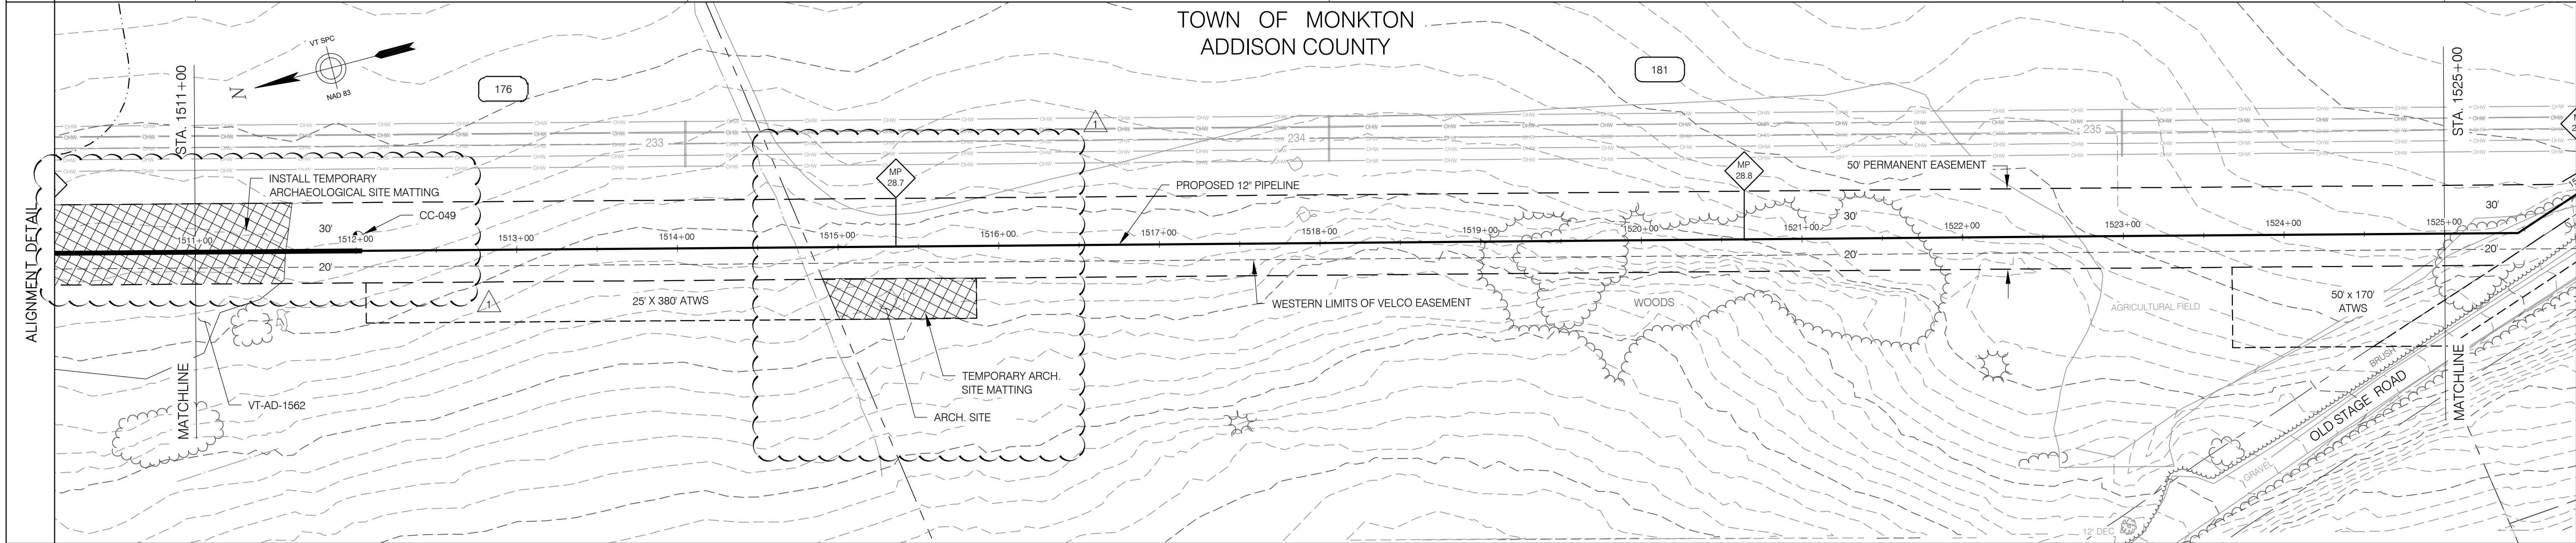 TOWN OF MONKTON
ADDISON COUNTY
VT SPC
N
NAD 83
176
181
STA. 1511+00
STA. 1525+00
OHW
233
234
235
1
INSTALL TEMPORARY
ARCHAEOLOGICAL SITE MATTING
CC-049
MP
28.7
PROPOSED 12" PIPELINE
MP
28.8
50' PERMANENT EASEMENT
ALIGNMENT DETAIL
30'
30'
30'
1511+00
1512+00
1513+00
1514+00
1515+00
1516+00
1517+00
1518+00
1519+00
1520+00
1521+00
1522+00
1523+00
1524+00
1525+00
20'
20'
20'
1
25' X 380' ATWS
WESTERN LIMITS OF VELCO EASEMENT
WOODS
AGRICULTURAL FIELD
50' x 170'
ATWS
TEMPORARY ARCH.
SITE MATTING
ARCH. SITE
VT-AD-1562
MATCHLINE
MATCHLINE
BRUSH
OLD STAGE ROAD
GRAVEL
12" DEC